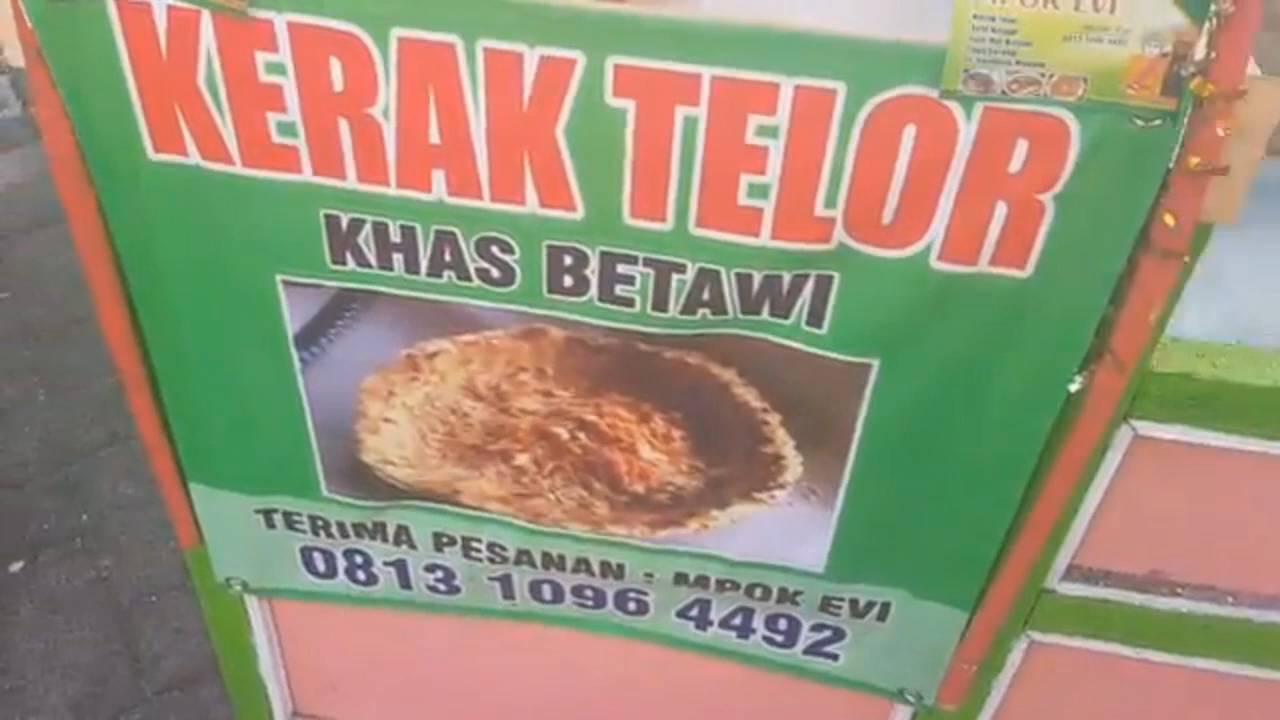 KERAK TELOR
KHAS BETAWI
TERIMA PESANAN - MPOK EVI
0813 1096 4492